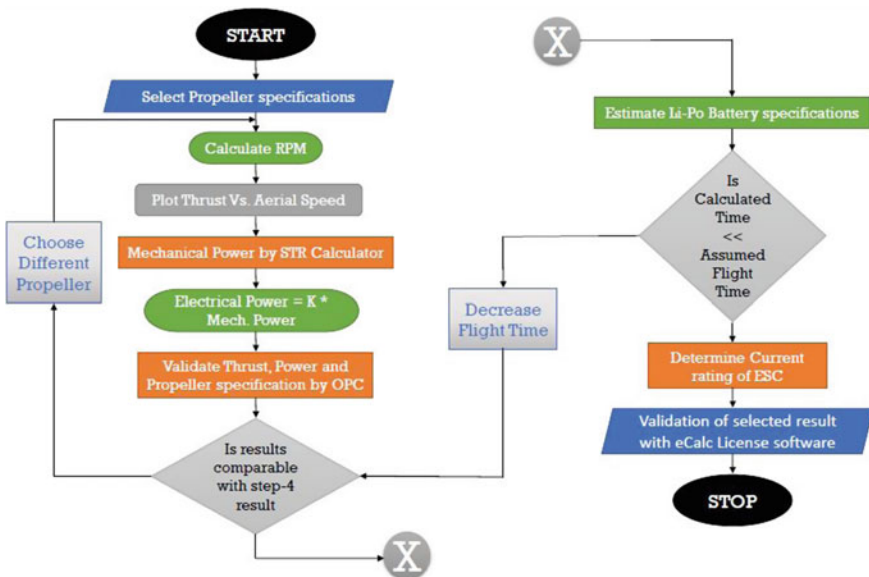 START
Select Propeller specifications
Calculate RPM
Plot Thrust Vs. Aerial Speed
Mechanical Power by STR Calculator
Electrical Power = K *
Mech. Power
Validate Thrust, Power and
Propeller specification by OPC
Is results
comparable
with step-4
result
Choose
Different
Propeller
X
X
Estimate Li-Po Battery specifications
Is
Calculated
Time
<<
Assumed
Flight
Time
Decrease
Flight Time
Determine Current
rating of ESC
Validation of selected result
with eCalc License software
STOP